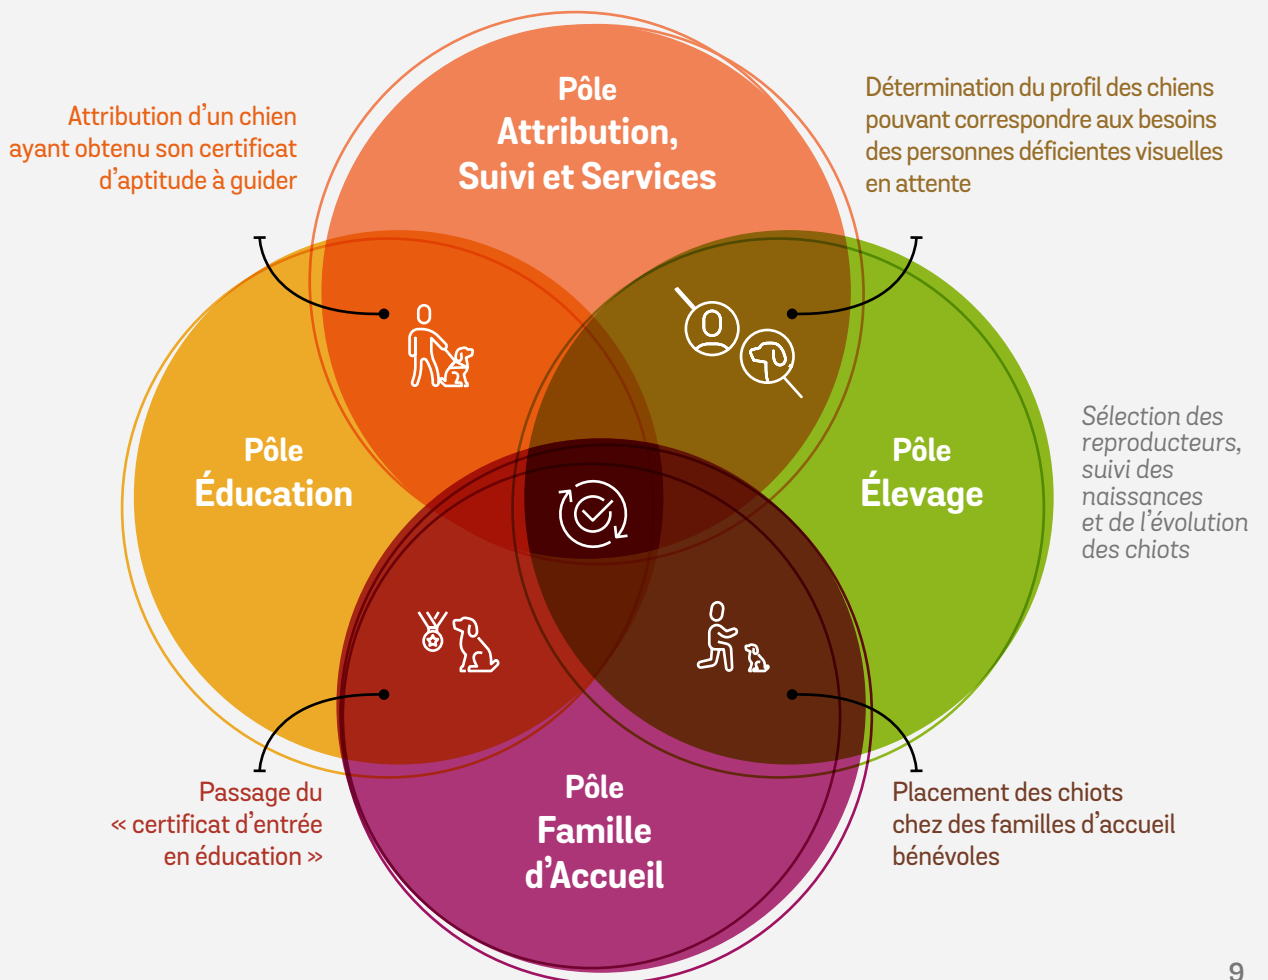 Pôle
Attribution,
Suivi et Services
Attribution d'un chien
ayant obtenu son certificat
d'aptitude à guider
Détermination du profil des chiens
pouvant correspondre aux besoins
des personnes déficientes visuelles
en attente
Pôle
Éducation
Pôle
Élevage
Sélection des
reproducteurs,
suivi des
naissances
et de l'évolution
des chiots
Passage du
« certificat d'entrée
en éducation »
Pôle
Famille
d'Accueil
Placement des chiots
chez des familles d'accueil
bénévoles
9